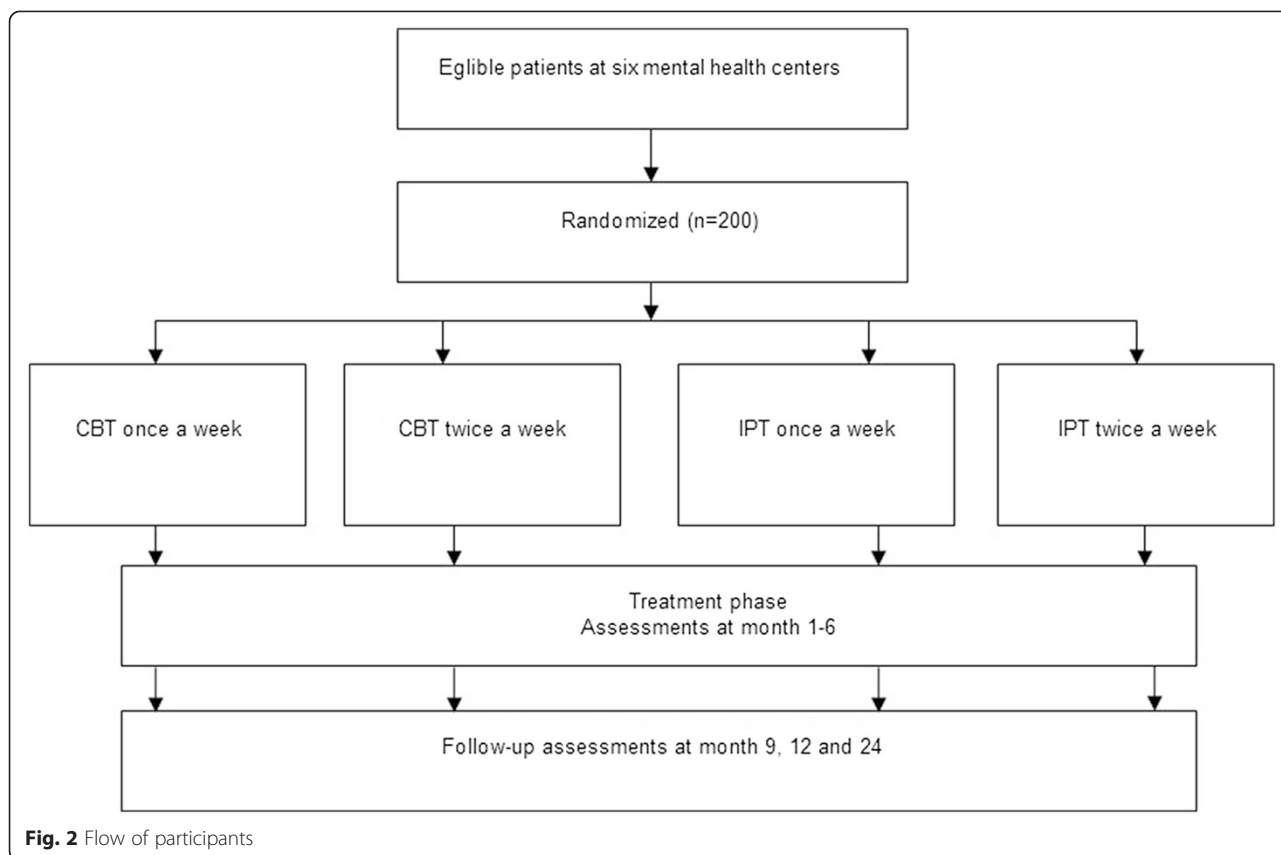 Eglible patients at six mental health centers
Randomized (n=200)
CBT once a week
CBT twice a week
IPT once a week
IPT twice a week
Treatment phase
Assessments at month 1-6
Follow-up assessments at month 9, 12 and 24
Fig. 2 Flow of participants